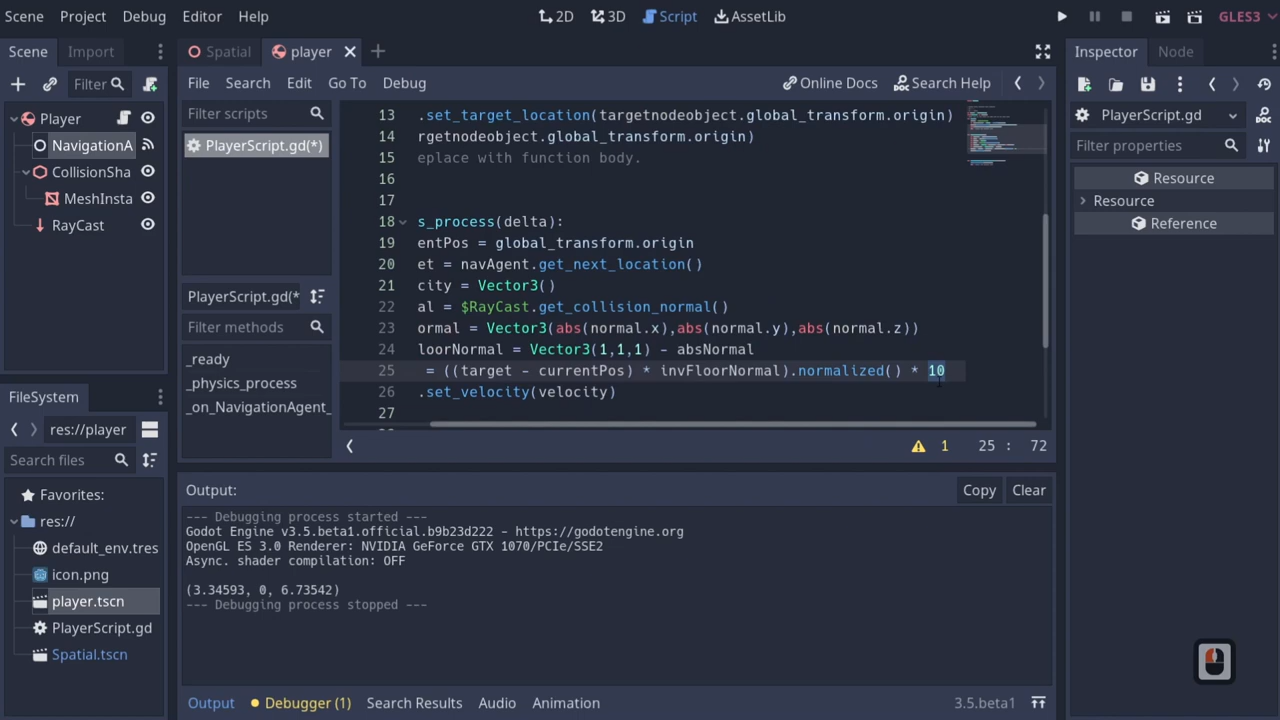 Scene Project Debug Editor Help
2D 3D Script AssetLib
GLES3
Scene Import
Filter
Player
NavigationA
CollisionSha
MeshInsta
RayCast
FileSystem
res://player
Search files
Favorites:
res://
default_env.tres
icon.png
player.tscn
PlayerScript.gd
Spatial.tscn
Spatial player
File Search Edit Go To Debug
Online Docs Search Help
Filter scripts
PlayerScript.gd(*)
PlayerScript.gd(*
Filter methods
_ready
_physics_process
_on_NavigationAgent_
13 .set_target_location(targetnodeobject.global_transform.origin)
14 rgetnodeobject.global_transform.origin)
15 eplace with function body.
16
17
18 s_process(delta):
19 entPos = global_transform.origin
20 et = navAgent.get_next_location()
21 city = Vector3()
22 al = $RayCast.get_collision_normal()
23 ormal = Vector3(abs(normal.x),abs(normal.y),abs(normal.z))
24 loorNormal = Vector3(1,1,1) - absNormal
25 = ((target - currentPos) * invFloorNormal).normalized() * 10
26 .set_velocity(velocity)
27
1 25 : 72
Output:
Copy Clear
--- Debugging process started ---
Godot Engine v3.5.beta1.official.b9b23d222 - https://godotengine.org
OpenGL ES 3.0 Renderer: NVIDIA GeForce GTX 1070/PCIe/SSE2
Async. shader compilation: OFF
(3.34593, 0, 6.73542)
--- Debugging process stopped ---
Output Debugger (1) Search Results Audio Animation
3.5.beta1
Inspector Node
PlayerScript.gd
Filter properties
Resource
Resource
Reference